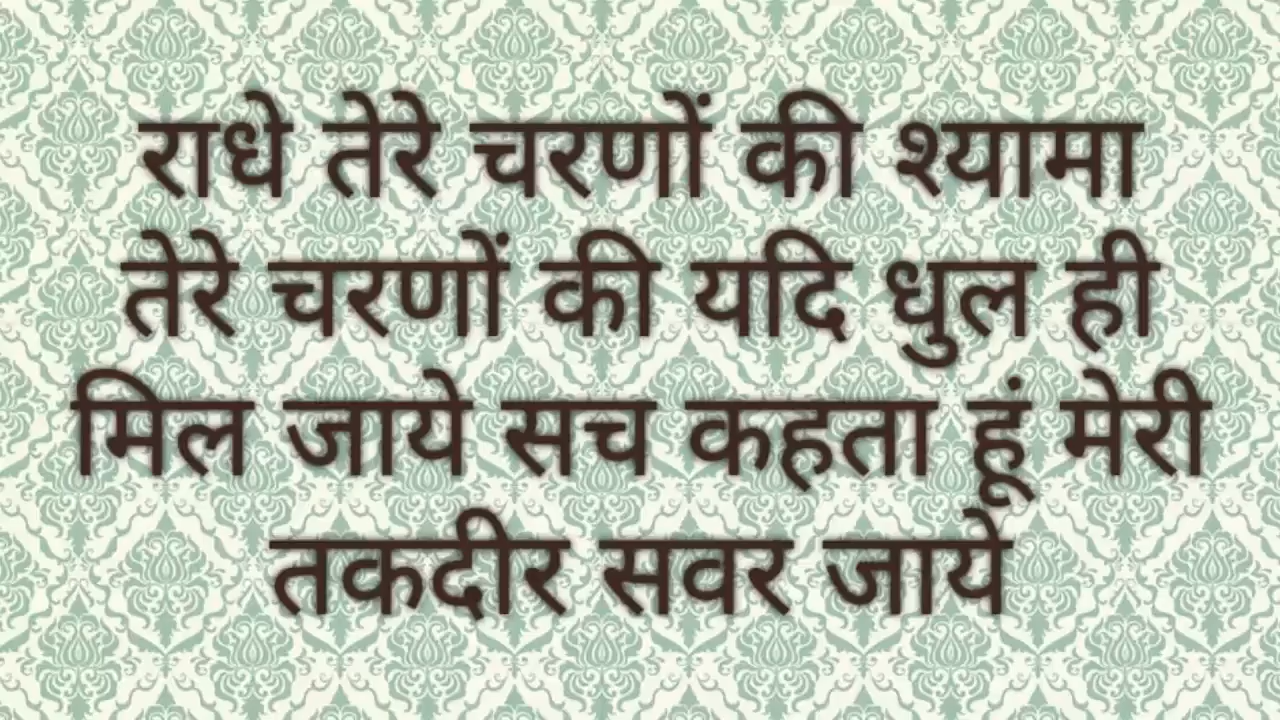 राधे तेरे चरणों की श्यामा
तेरे चरणों की यदि धुल ही
मिल जाये सच कहता हूं मेरी
तकदीर सवर जाये